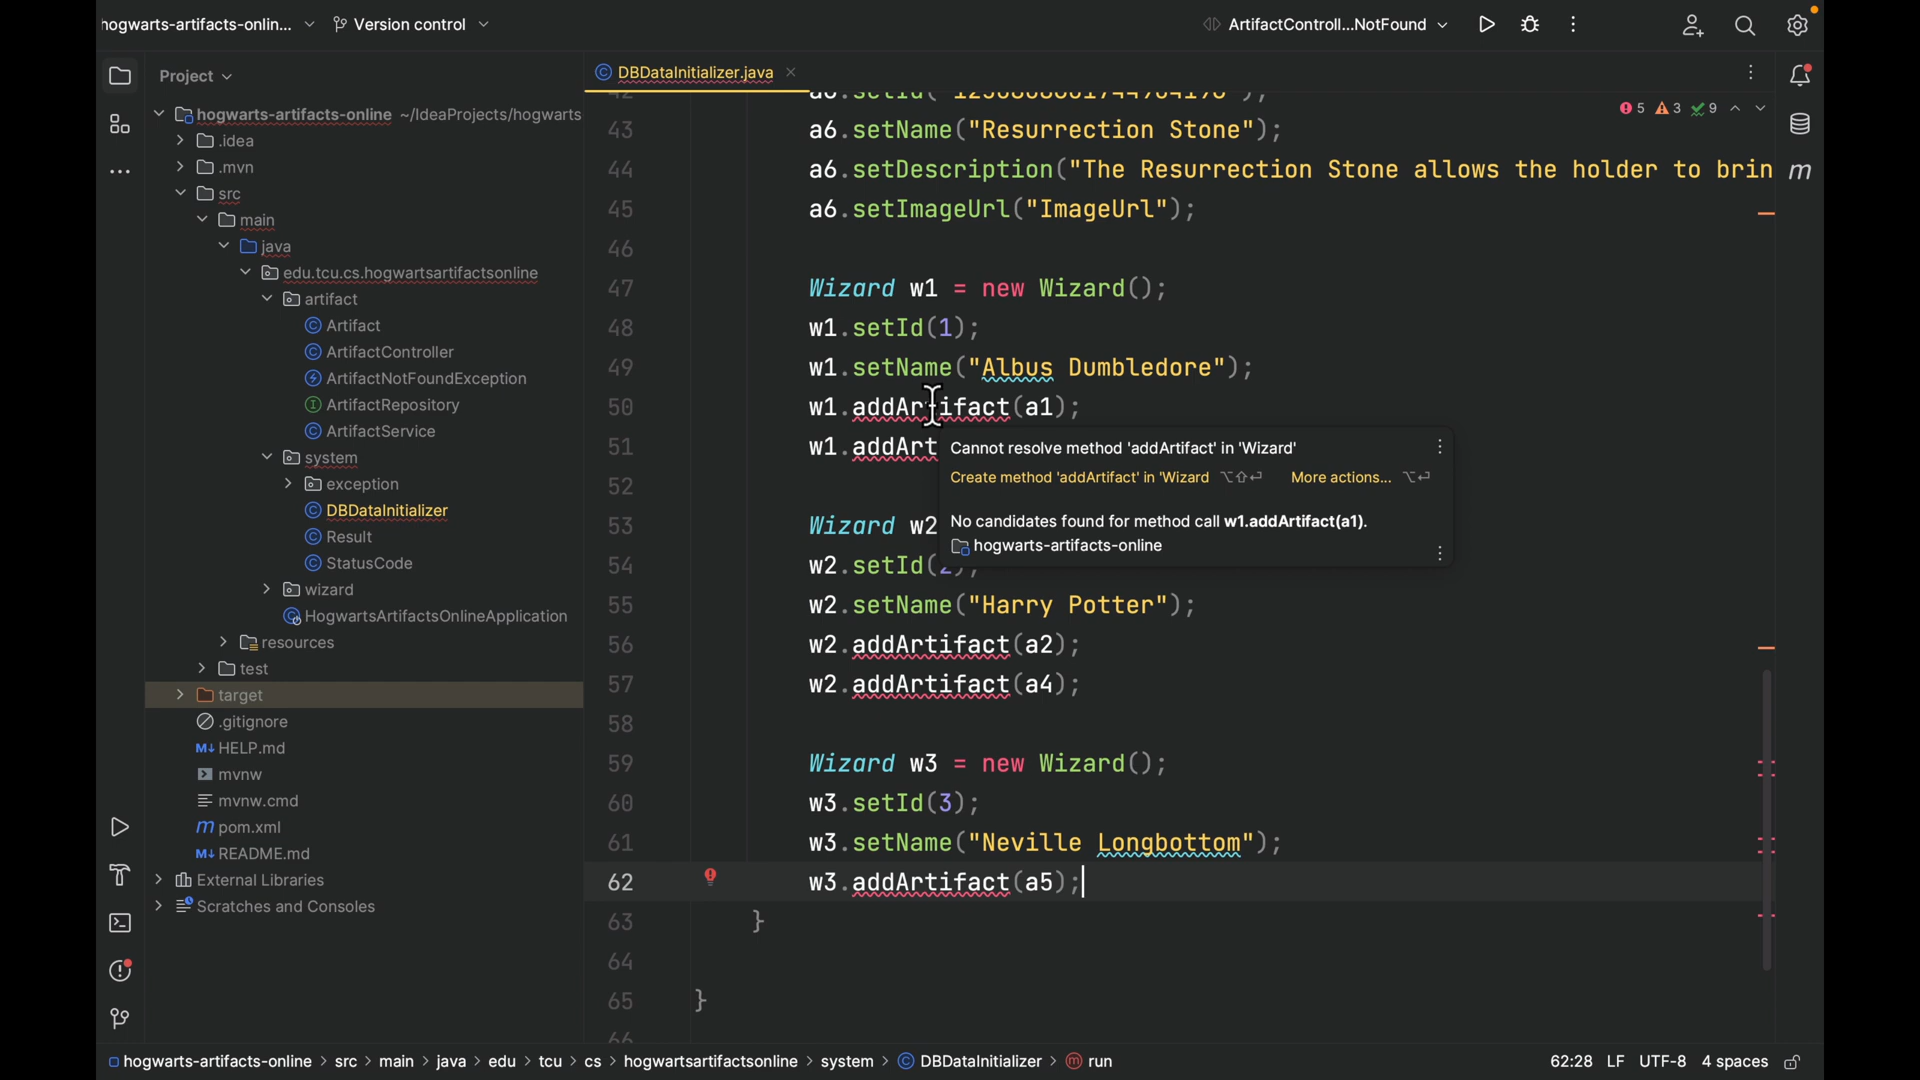 hogwarts-artifacts-onlin...
Version control
ArtifactControll...NotFound
Project
DBDataInitializer.java
hogwarts-artifacts-online ~/IdeaProjects/hogwarts
.idea
.mvn
src
main
java
edu.tcu.cs.hogwartsartifactsonline
artifact
Artifact
ArtifactController
ArtifactNotFoundException
ArtifactRepository
ArtifactService
system
exception
DBDataInitializer
Result
StatusCode
wizard
HogwartsArtifactsOnlineApplication
resources
test
target
.gitignore
HELP.md
mvnw
mvnw.cmd
pom.xml
README.md
External Libraries
Scratches and Consoles
5 3 9
43 a6.setName("Resurrection Stone");
44 a6.setDescription("The Resurrection Stone allows the holder to brin
45 a6.setImageUrl("ImageUrl");
46
47 Wizard w1 = new Wizard();
48 w1.setId(1);
49 w1.setName("Albus Dumbledore");
50 w1.addArtifact(a1);
51 w1.addArt
52
53 Wizard w2
54 w2.setId(2);
55 w2.setName("Harry Potter");
56 w2.addArtifact(a2);
57 w2.addArtifact(a4);
58
59 Wizard w3 = new Wizard();
60 w3.setId(3);
61 w3.setName("Neville Longbottom");
62 w3.addArtifact(a5);
63 }
64
65 }
66
Cannot resolve method 'addArtifact' in 'Wizard'
Create method 'addArtifact' in 'Wizard ⌥⇧⏎ More actions... ⌥⏎
No candidates found for method call w1.addArtifact(a1).
hogwarts-artifacts-online
hogwarts-artifacts-online > src > main > java > edu > tcu > cs > hogwartsartifactsonline > system > DBDataInitializer > run
62:28 LF UTF-8 4 spaces